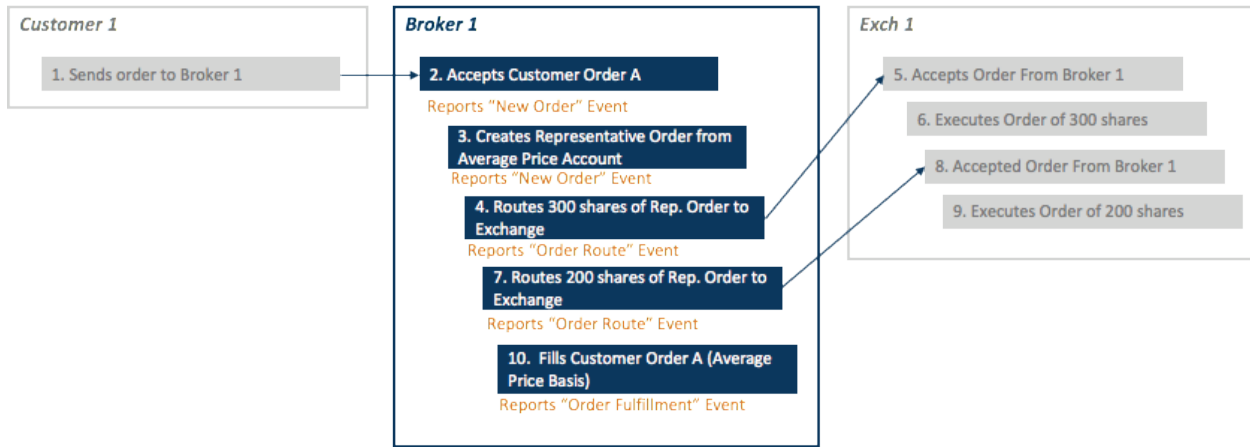 Customer 1
1. Sends order to Broker 1
Broker 1
2. Accepts Customer Order A
Reports "New Order" Event
3. Creates Representative Order from
Average Price Account
Reports "New Order" Event
4. Routes 300 shares of Rep. Order to
Exchange
Reports "Order Route" Event
7. Routes 200 shares of Rep. Order to
Exchange
Reports "Order Route" Event
10. Fills Customer Order A (Average
Price Basis)
Reports "Order Fulfillment" Event
Exch 1
5. Accepts Order From Broker 1
6. Executes Order of 300 shares
8. Accepted Order From Broker 1
9. Executes Order of 200 shares